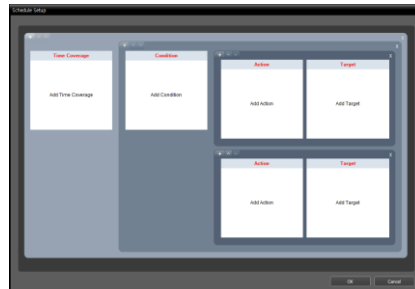 Schedule Setup
Time Coverage
Add Time Coverage
Condition
Add Condition
Action
Target
Add Action
Add Target
Action
Target
Add Action
Add Target
OK
Cancel